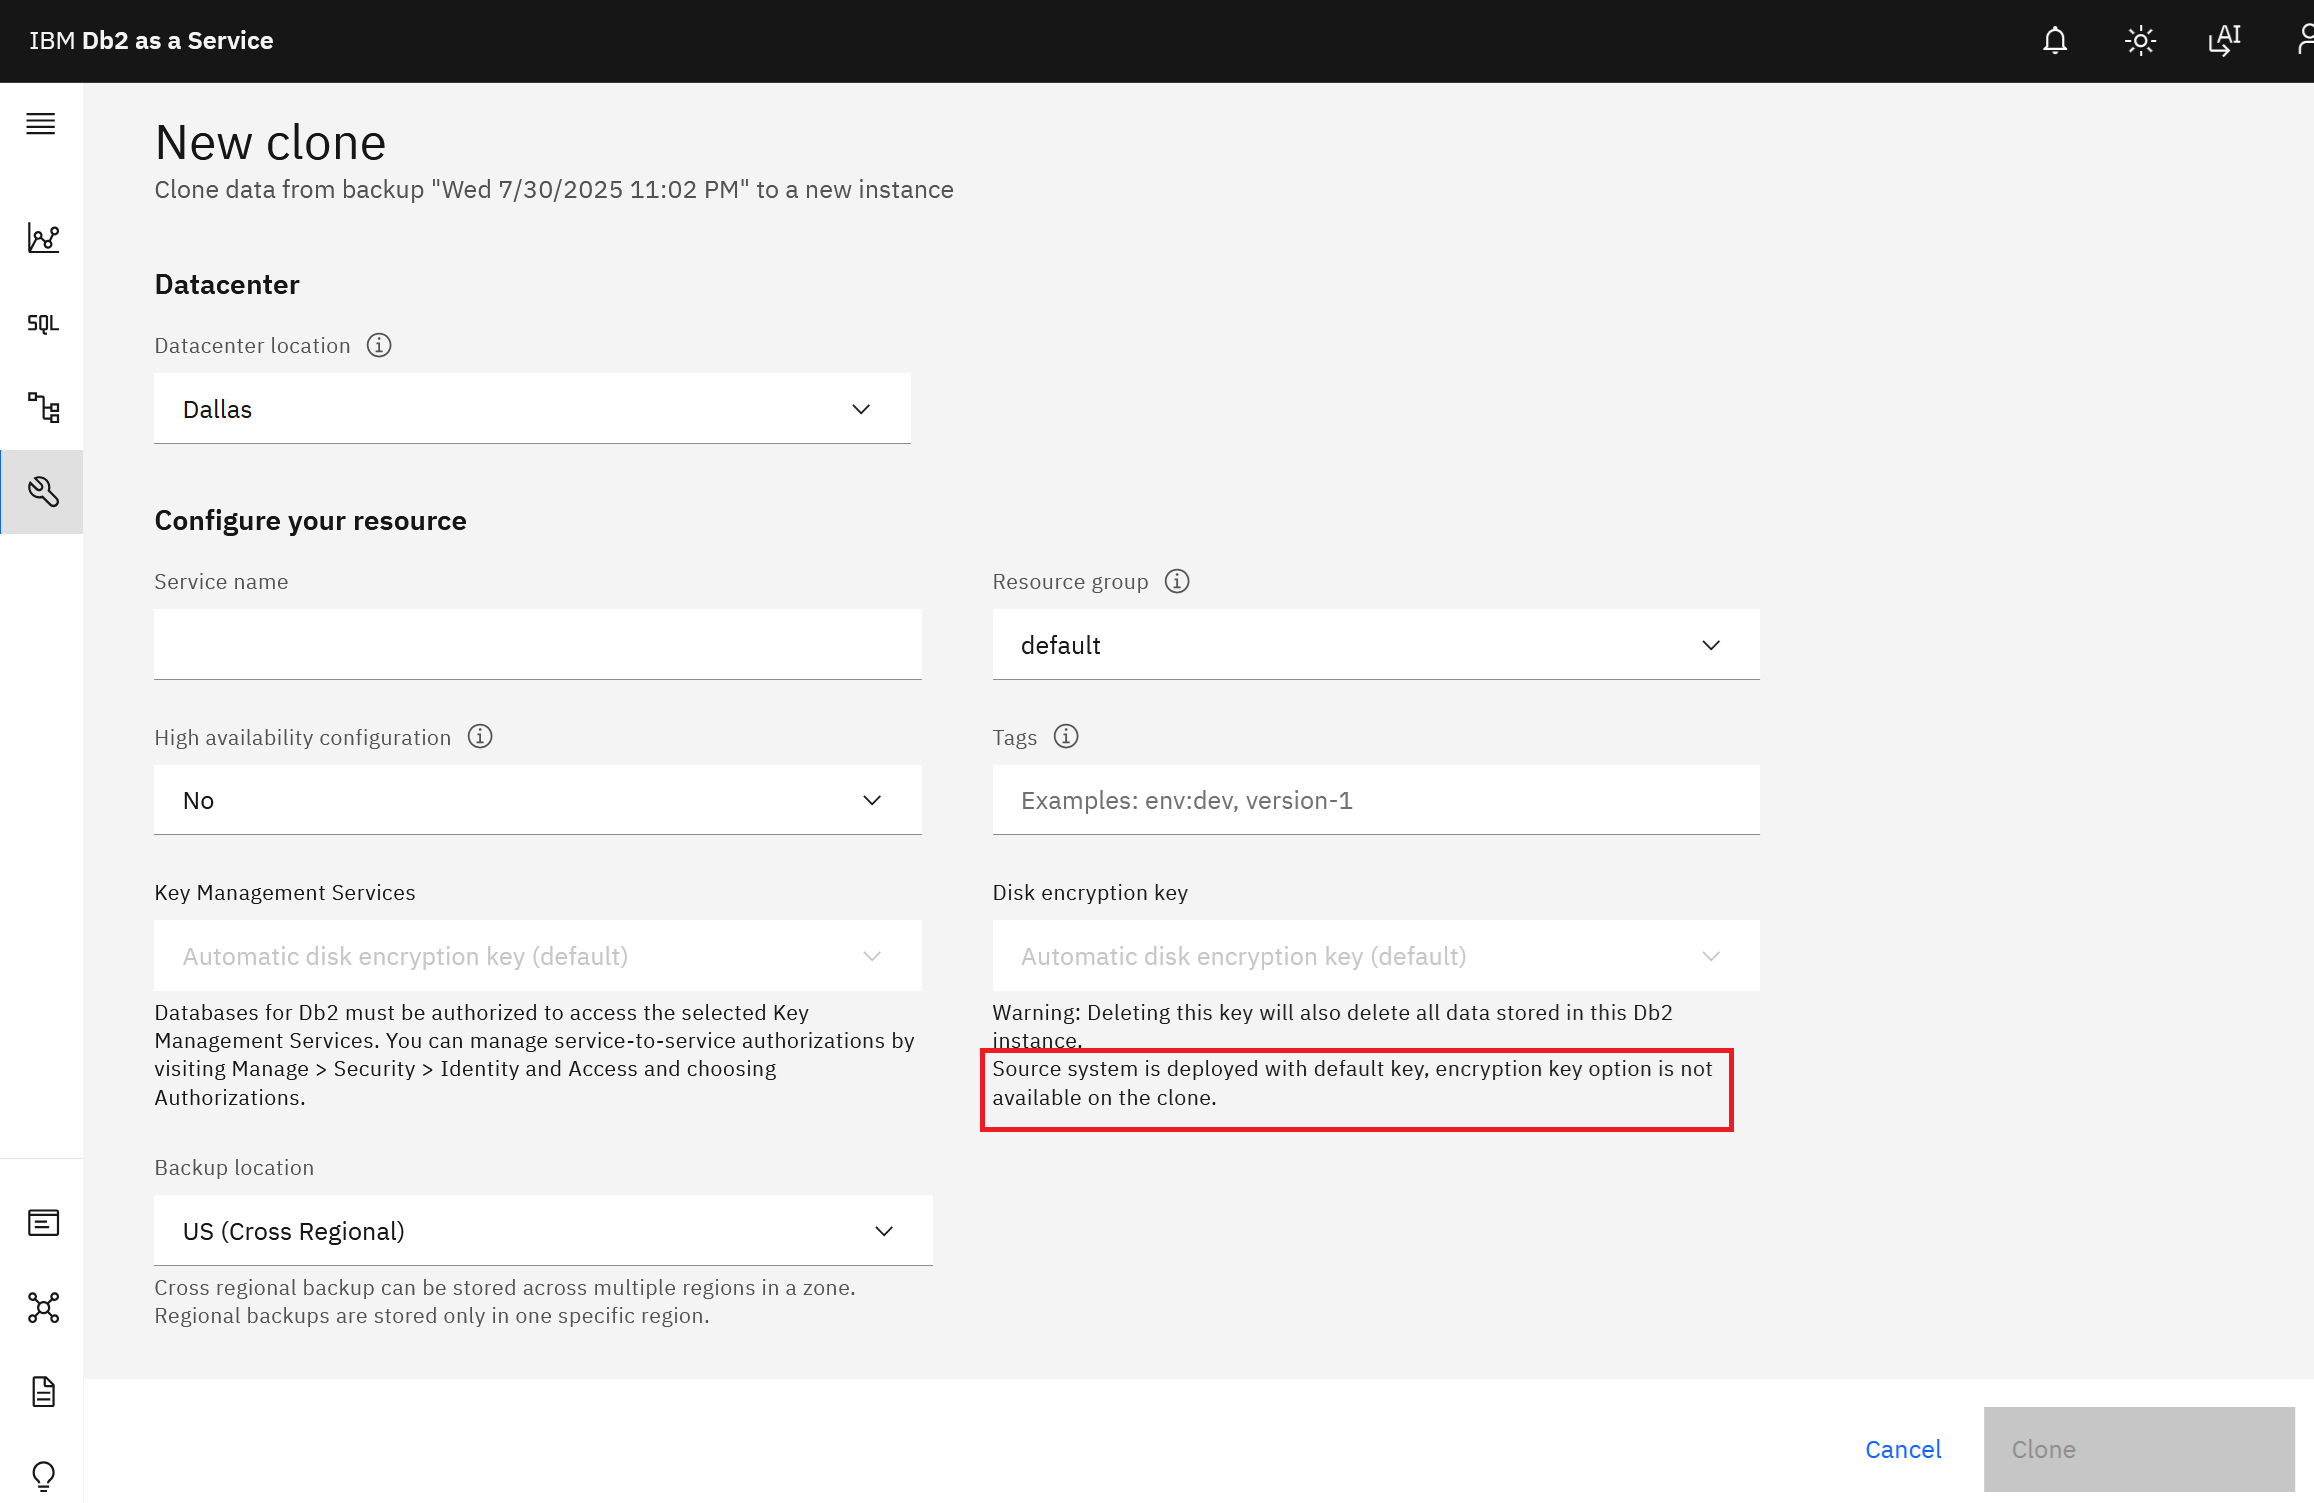 IBM Db2 as a Service
AI
New clone
Clone data from backup "Wed 7/30/2025 11:02 PM" to a new instance
Datacenter
Datacenter location
Dallas
SQL
Configure your resource
Service name
Resource group
default
High availability configuration
Tags
No
Examples: env:dev, version-1
Key Management Services
Disk encryption key
Automatic disk encryption key (default)
Automatic disk encryption key (default)
Databases for Db2 must be authorized to access the selected Key
Management Services. You can manage service-to-service authorizations by
visiting Manage > Security > Identity and Access and choosing
Authorizations.
Warning: Deleting this key will also delete all data stored in this Db2
instance.
Source system is deployed with default key, encryption key option is not
available on the clone.
Backup location
US (Cross Regional)
Cross regional backup can be stored across multiple regions in a zone.
Regional backups are stored only in one specific region.
Cancel
Clone